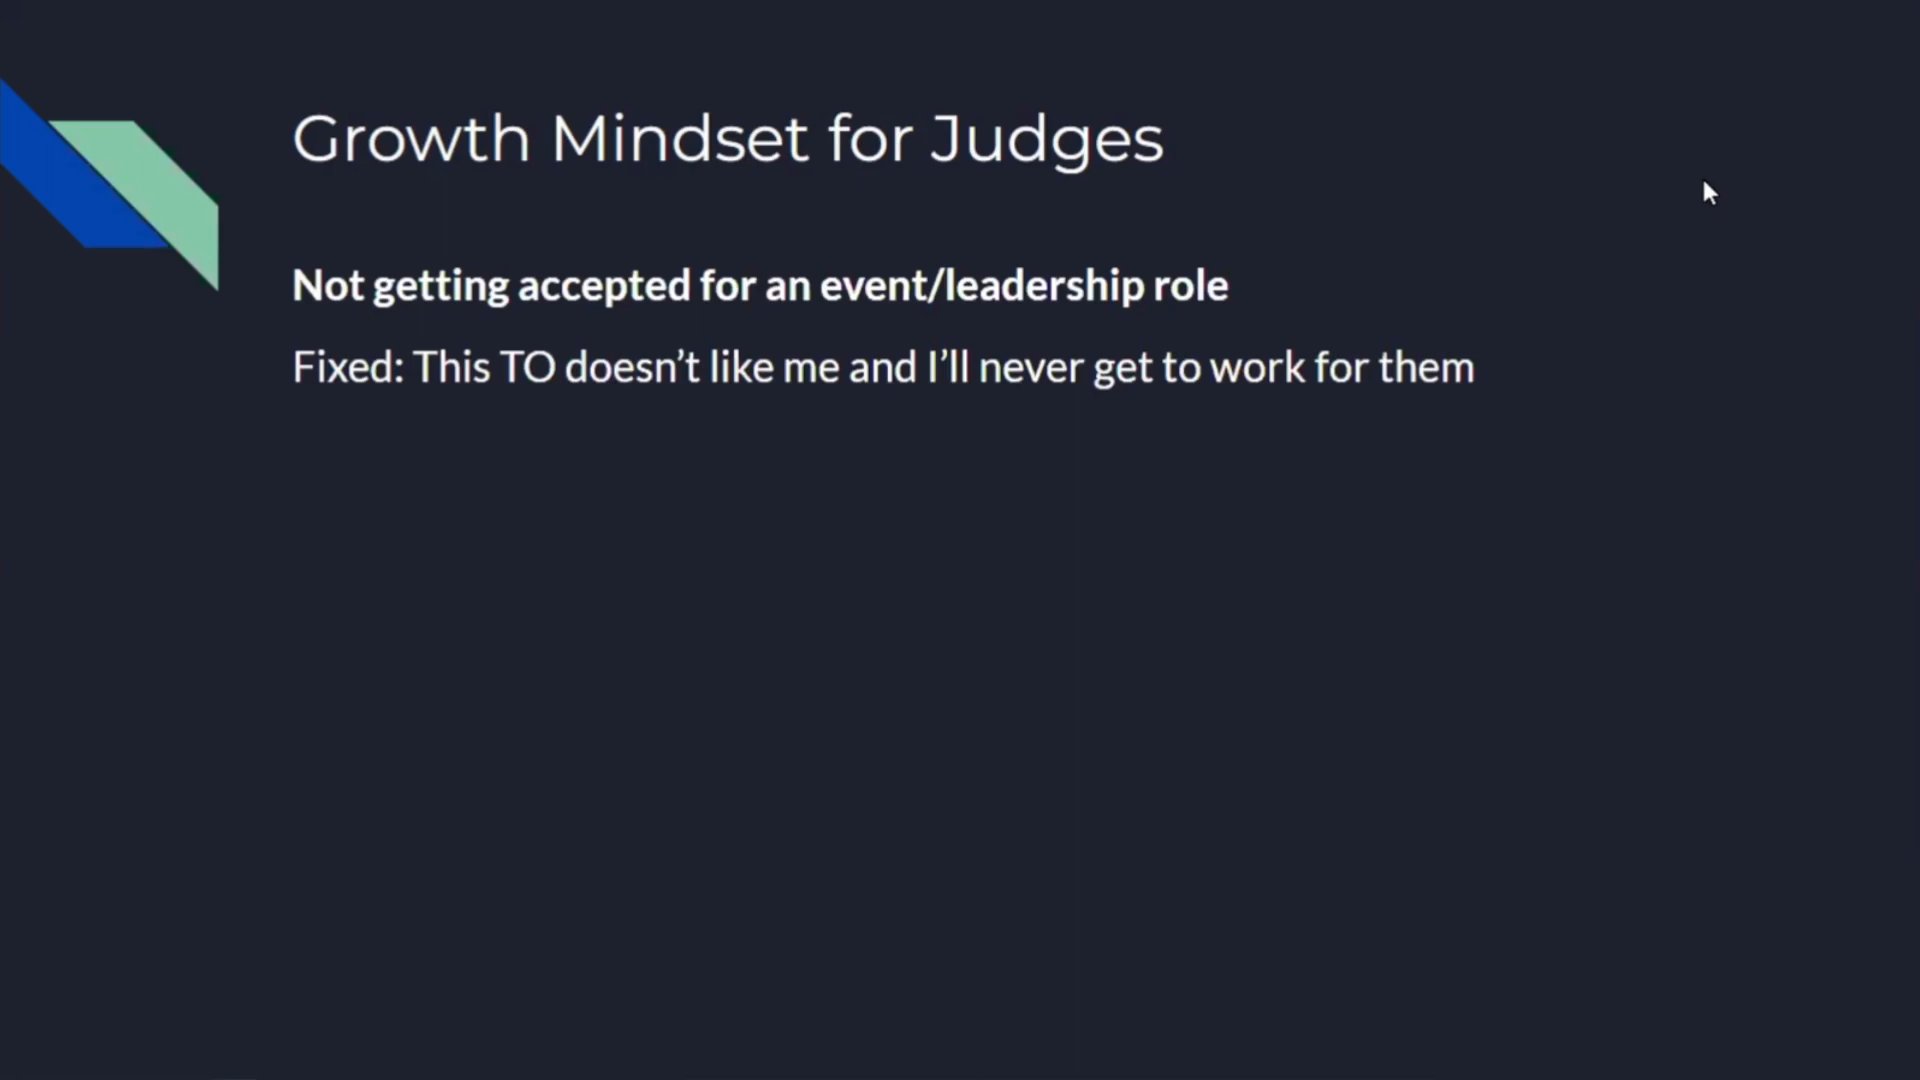 Growth Mindset for Judges
Not getting accepted for an event/leadership role
Fixed: This TO doesn’t like me and I’ll never get to work for them